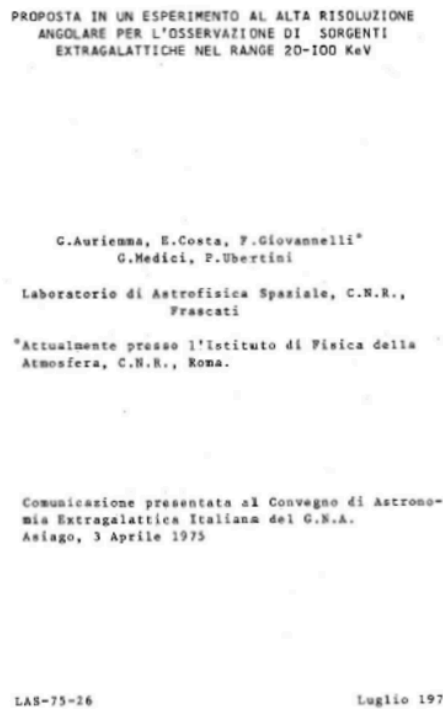 PROPOSTA IN UN ESPERIMENTO AL ALTA RISOLUZIONE
ANGOLARE PER L'OSSERVAZIONE DI SORGENTI
EXTRAGALATTICHE NEL RANGE 20-I00 KeV
G.Auriemma, E.Costa, F.Giovannelli*
G.Medici, P.Ubertini
Laboratorio di Astrofisica Spaziale, C.N.R.,
Frascati
*Attualmente presso l'Istituto di Fisica della
Atmosfera, C.N.R., Roma.
Comunicazione presentata al Convegno di Astrono-
mia Extragalattica Italiana del G.N.A.
Asiago, 3 Aprile 1975
LAS-75-26
Luglio 197